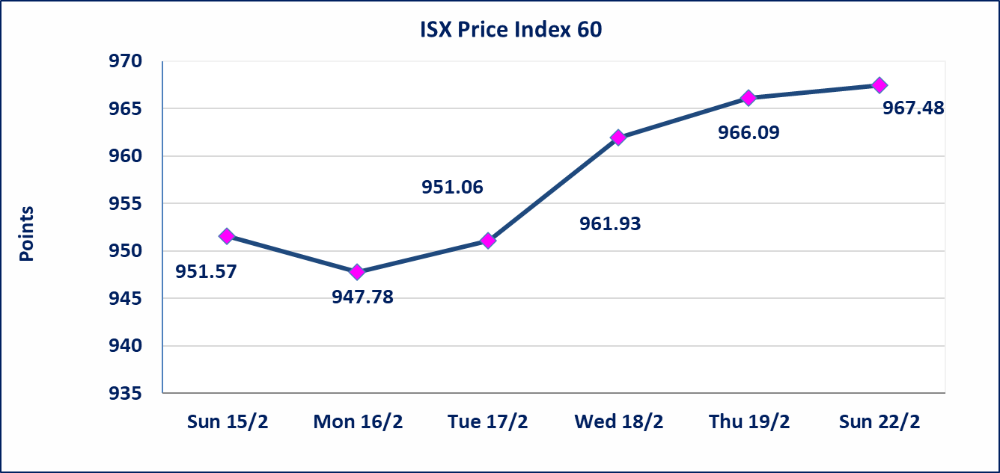 ISX Price Index 60
Points
970
965
960
955
950
945
940
935
951.57
947.78
951.06
961.93
966.09
967.48
Sun 15/2
Mon 16/2
Tue 17/2
Wed 18/2
Thu 19/2
Sun 22/2